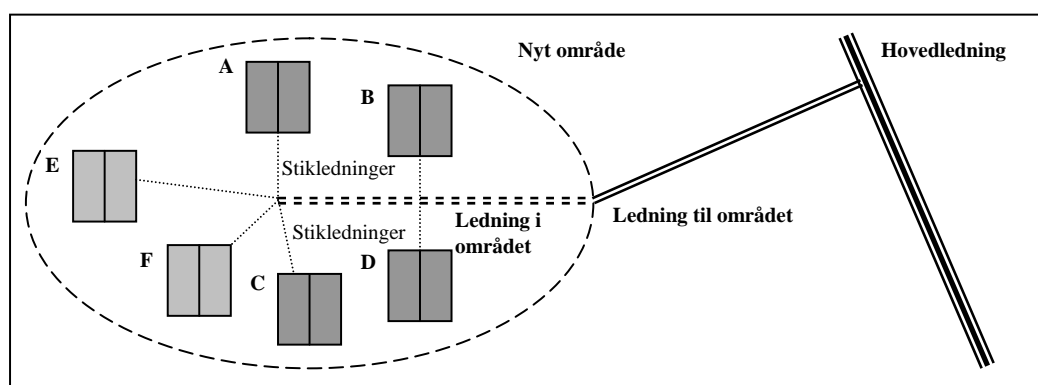 Nyt område
Hovedledning
A
B
E
Stikledninger
Ledning i
området
Ledning til området
Stikledninger
F
C
D